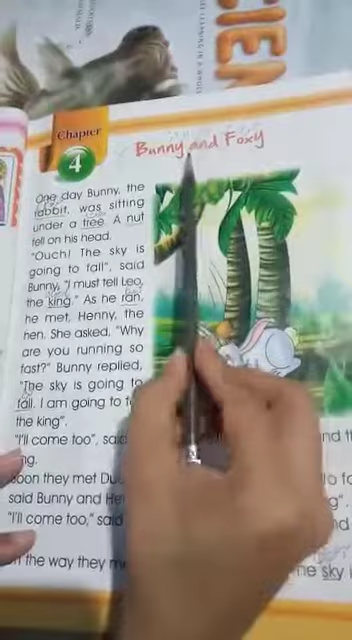 Chapter
4
Bunny and Foxy
One day Bunny, the
rabbit, was sitting
under a tree. A nut
fell on his head.
"Ouch! The sky is
going to fall", said
Bunny, "I must tell Leo,
the king." As he ran,
he met, Henny, the
hen. She asked, "Why
are you running so
fast?" Bunny replied,
"The sky is going to
fall. I am going to
the king".
"I'll come too", said
soon they met
said Bunny and
"I'll come too," said
the way they
sky